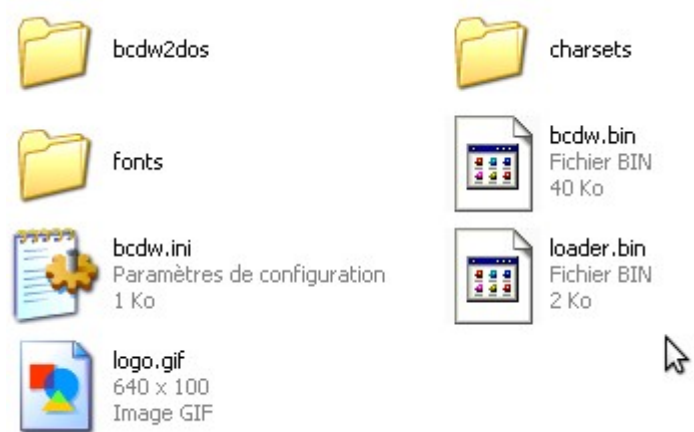 bcdw2dos
charsets
fonts
bcdw.bin
Fichier BIN
40 Ko
bcdw.ini
Paramètres de configuration
1 Ko
loader.bin
Fichier BIN
2 Ko
logo.gif
640 x 100
Image GIF